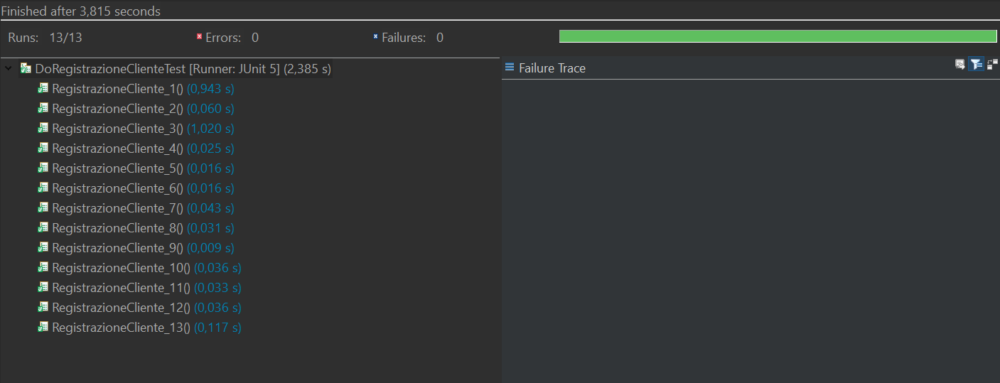 Finished after 3,815 seconds
Runs: 13/13 Errors: 0 Failures: 0
DoRegistrazioneClienteTest [Runner: JUnit 5] (2,385 s)
Failure Trace
RegistrazioneCliente_1() (0,943 s)
RegistrazioneCliente_2() (0,060 s)
RegistrazioneCliente_3() (1,020 s)
RegistrazioneCliente_4() (0,025 s)
RegistrazioneCliente_5() (0,016 s)
RegistrazioneCliente_6() (0,016 s)
RegistrazioneCliente_7() (0,043 s)
RegistrazioneCliente_8() (0,031 s)
RegistrazioneCliente_9() (0,009 s)
RegistrazioneCliente_10() (0,036 s)
RegistrazioneCliente_11() (0,033 s)
RegistrazioneCliente_12() (0,036 s)
RegistrazioneCliente_13() (0,117 s)